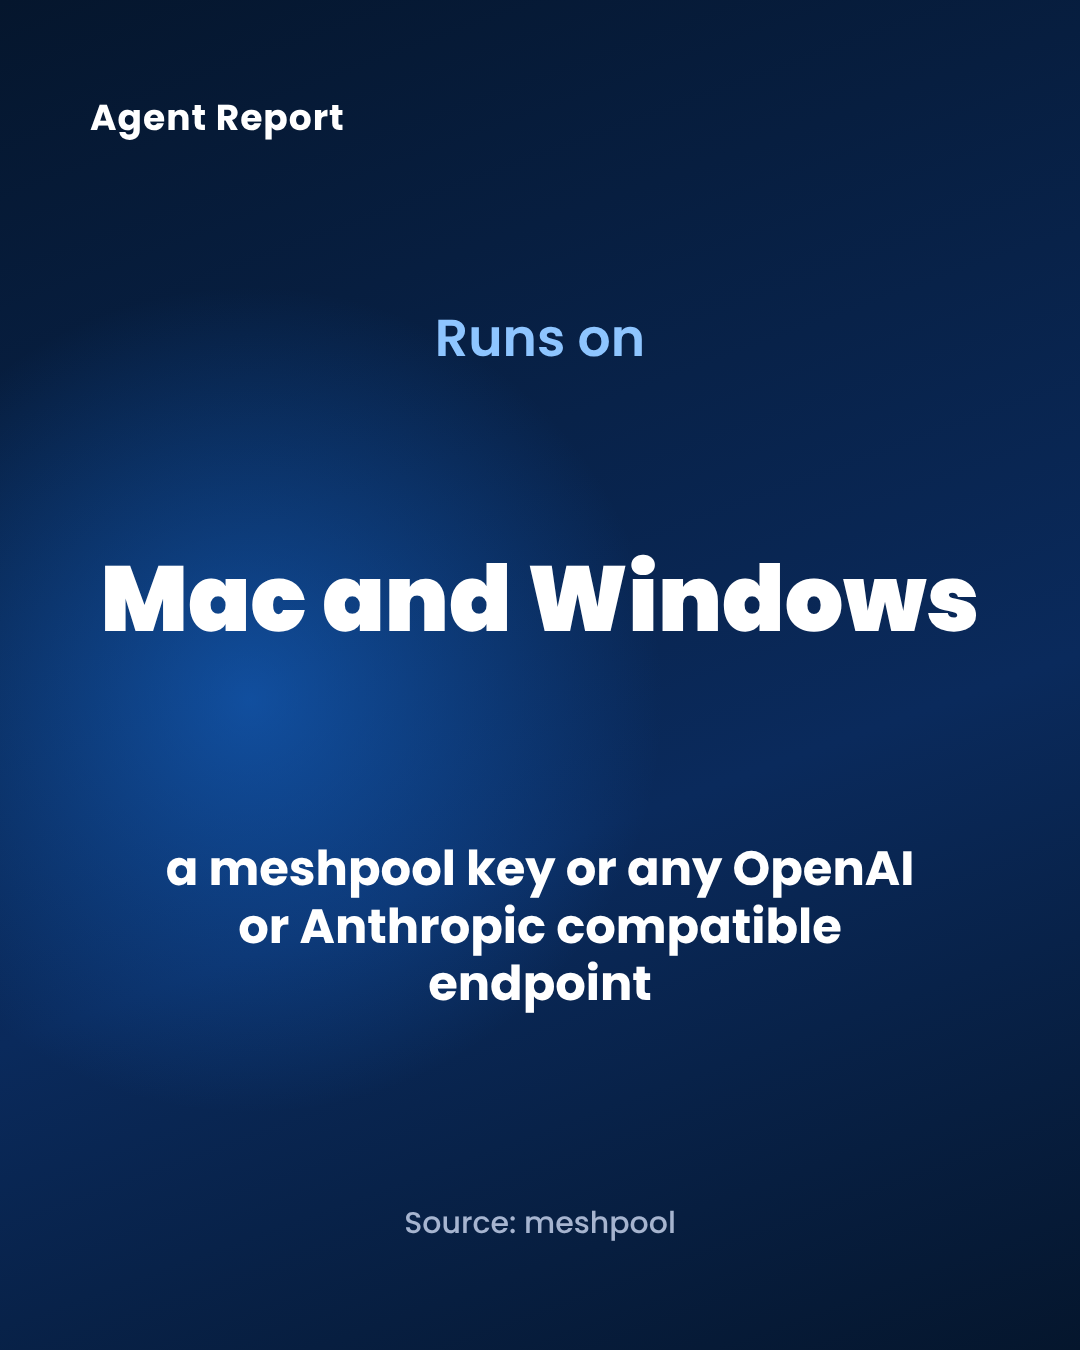 Agent Report
Runs on
Mac and Windows
a meshpool key or any OpenAI
or Anthropic compatible
endpoint
Source: meshpool